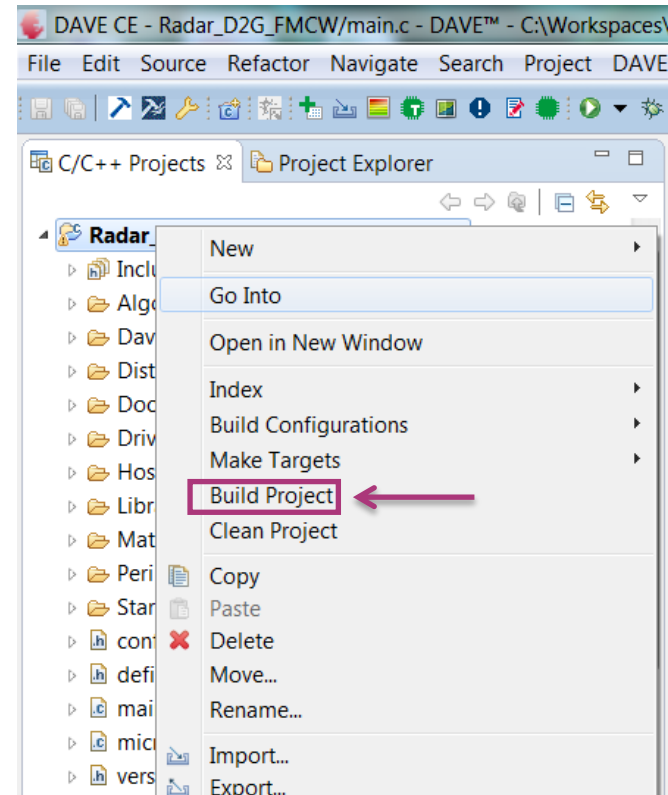 DAVE CE - Radar_D2G_FMCW/main.c - DAVE™ - C:\Workspaces\
File Edit Source Refactor Navigate Search Project DAVE
C/C++ Projects Project Explorer
Radar_
New
Inclu
Go Into
Algo
Dav
Open in New Window
Dist
Index
Doc
Build Configurations
Driv
Make Targets
Hos
Build Project
Libr
Clean Project
Mat
Peri
Copy
Star
Paste
.h conf
Delete
.h defi
Move...
.c mai
Rename...
.c micr
Import...
.h vers
Export...